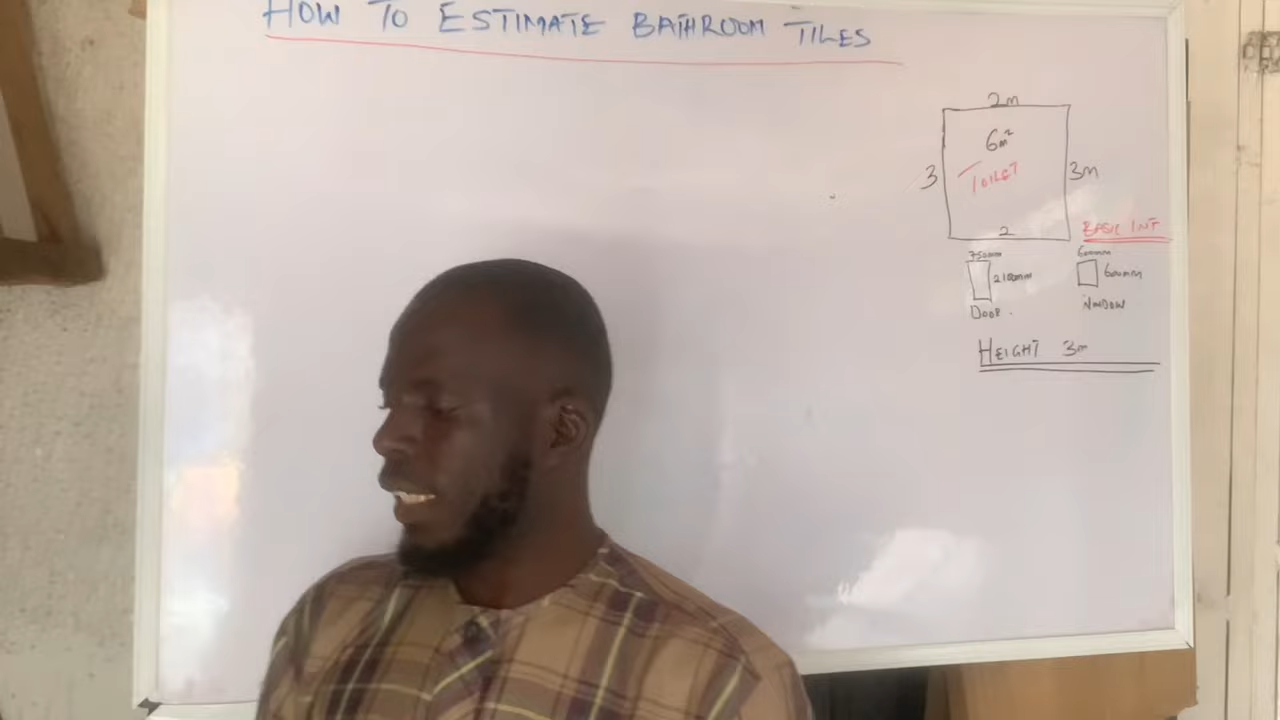 HOW TO ESTIMATE BATHROOM TILES
2m
6m²
3
TOILET
3m
2
BASIC INT
750mm
600mm
2100mm
600mm
DOOR.
WINDOW
HEIGHT 3m